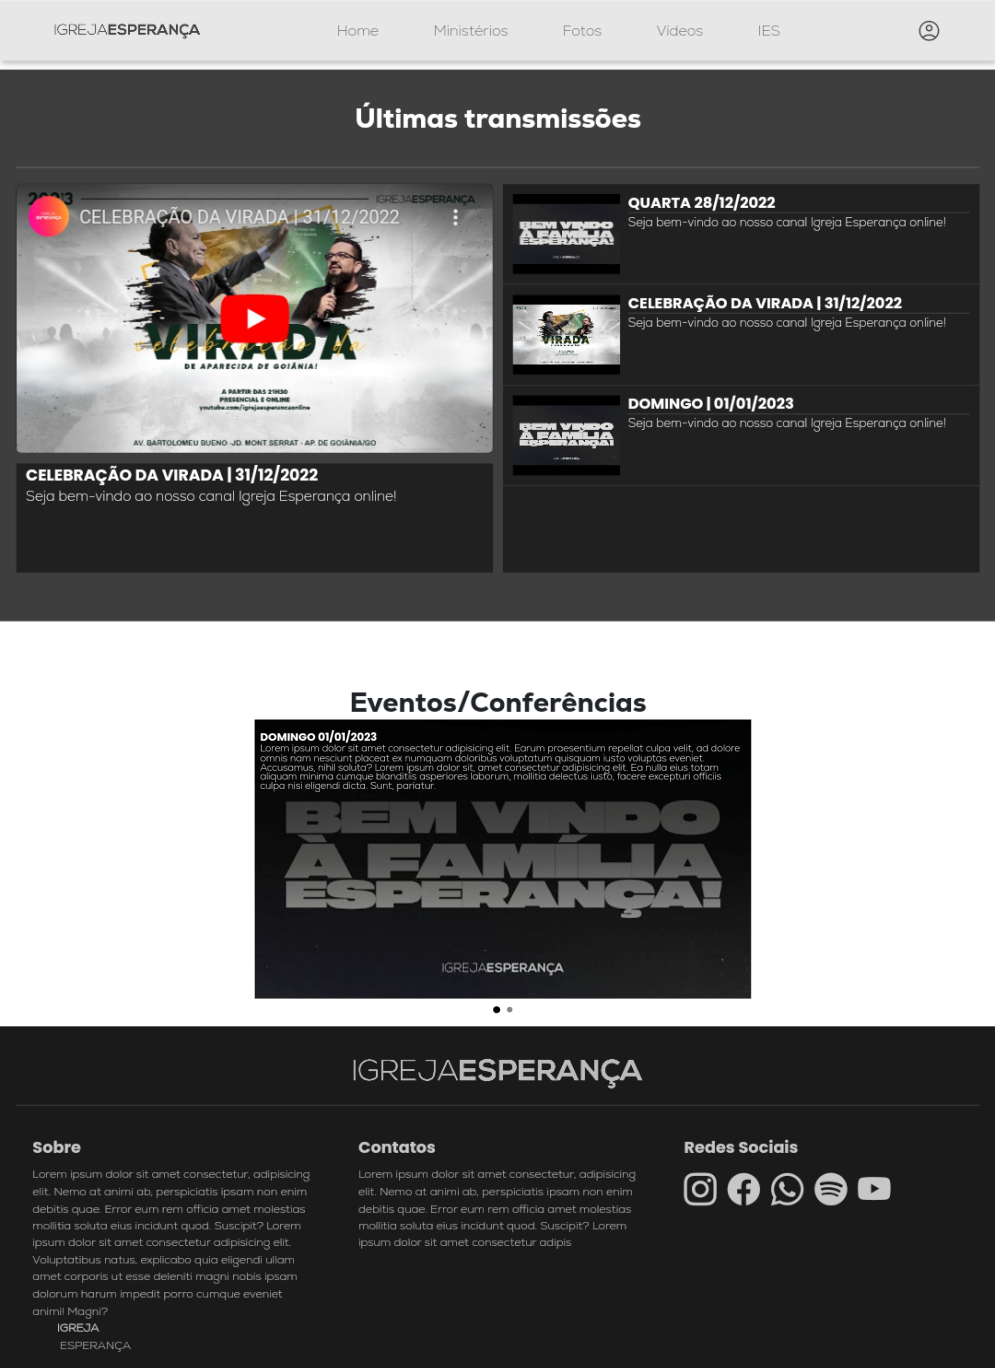 IGREJAESPERANÇA
Home Ministérios Fotos Vídeos IES
Últimas transmissões
IGREJAESPERANÇA
CELEBRAÇÃO DA VIRADA | 31/12/2022
celebração da
VIRADA
DE APARECIDA DE GOIÂNIA!
A PARTIR DAS 21H30
PRESENCIAL E ONLINE
youtube.com/igrejaesperancaonline
AV. BARTOLOMEU BUENO -JD. MONT SERRAT - AP. DE GOIÂNIA/GO
CELEBRAÇÃO DA VIRADA | 31/12/2022
Seja bem-vindo ao nosso canal Igreja Esperança online!
BEM VINDO
À FAMÍLIA
ESPERANÇA!
QUARTA 28/12/2022
Seja bem-vindo ao nosso canal Igreja Esperança online!
VIRADA
CELEBRAÇÃO DA VIRADA | 31/12/2022
Seja bem-vindo ao nosso canal Igreja Esperança online!
BEM VINDO
À FAMÍLIA
ESPERANÇA!
DOMINGO | 01/01/2023
Seja bem-vindo ao nosso canal Igreja Esperança online!
Eventos/Conferências
DOMINGO 01/01/2023
Lorem ipsum dolor sit amet consectetur adipisicing elit. Earum praesentium repellat culpa velit, ad dolore
omnis nam nesciunt placeat ex numquam doloribus voluptatum quisquam iusto voluptas eveniet.
Accusamus, nihil soluta? Lorem ipsum dolor sit, amet consectetur adipisicing elit. Ea nulla eius totam
aliquam minima cumque blanditiis asperiores laborum, mollitia delectus iusto, facere excepturi officiis
culpa nisi eligendi dicta. Sunt, pariatur.
BEM VINDO
À FAMÍLIA
ESPERANÇA!
IGREJAESPERANÇA
IGREJAESPERANÇA
Sobre
Lorem ipsum dolor sit amet consectetur, adipisicing
elit. Nemo at animi ab, perspiciatis ipsam non enim
debitis quae. Error eum rem officia amet molestias
mollitia soluta eius incidunt quod. Suscipit? Lorem
ipsum dolor sit amet consectetur adipisicing elit.
Voluptatibus natus, explicabo quia eligendi ullam
amet corporis ut esse deleniti magni nobis ipsam
dolorum harum impedit porro cumque eveniet
animi! Magni?
IGREJA
ESPERANÇA
Contatos
Lorem ipsum dolor sit amet consectetur, adipisicing
elit. Nemo at animi ab, perspiciatis ipsam non enim
debitis quae. Error eum rem officia amet molestias
mollitia soluta eius incidunt quod. Suscipit? Lorem
ipsum dolor sit amet consectetur adipis
Redes Sociais